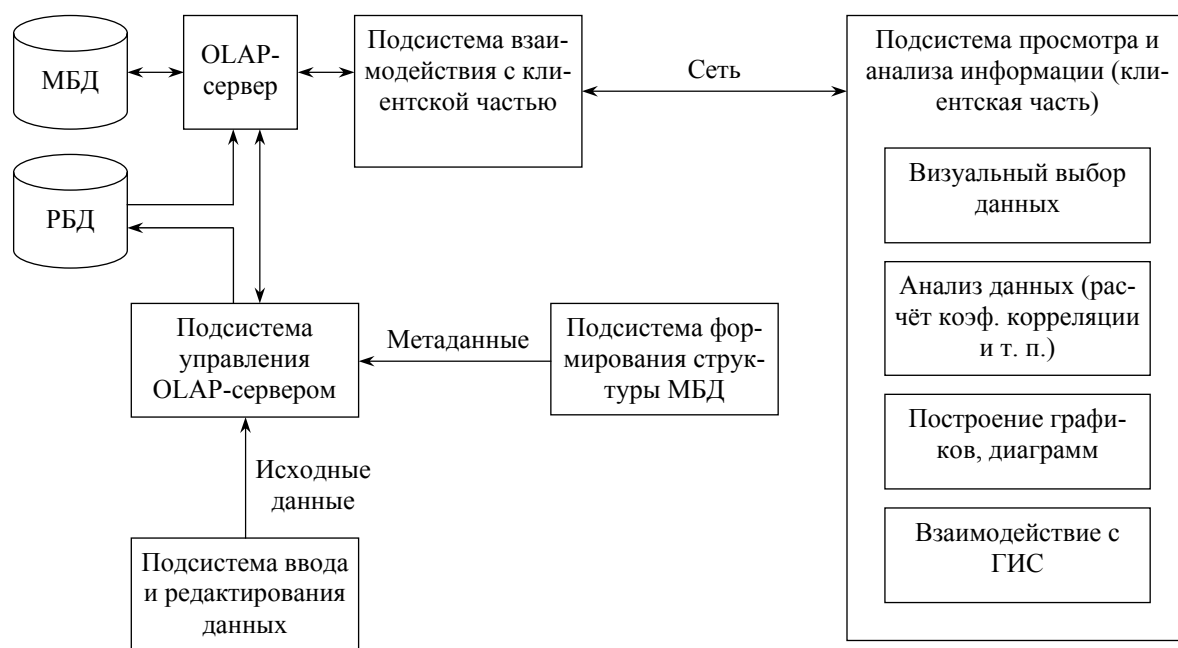 МБД
OLAP-
сервер
Подсистема взаи-
модействия с кли-
ентской частью
Сеть
Подсистема просмотра и
анализа информации (кли-
ентская часть)
Визуальный выбор
данных
РБД
Анализ данных (рас-
чёт коэф. корреляции
и т. п.)
Подсистема
управления
OLAP-сервером
Метаданные
Подсистема фор-
мирования струк-
туры МБД
Построение графи-
ков, диаграмм
Исходные
данные
Взаимодействие с
ГИС
Подсистема ввода
и редактирования
данных